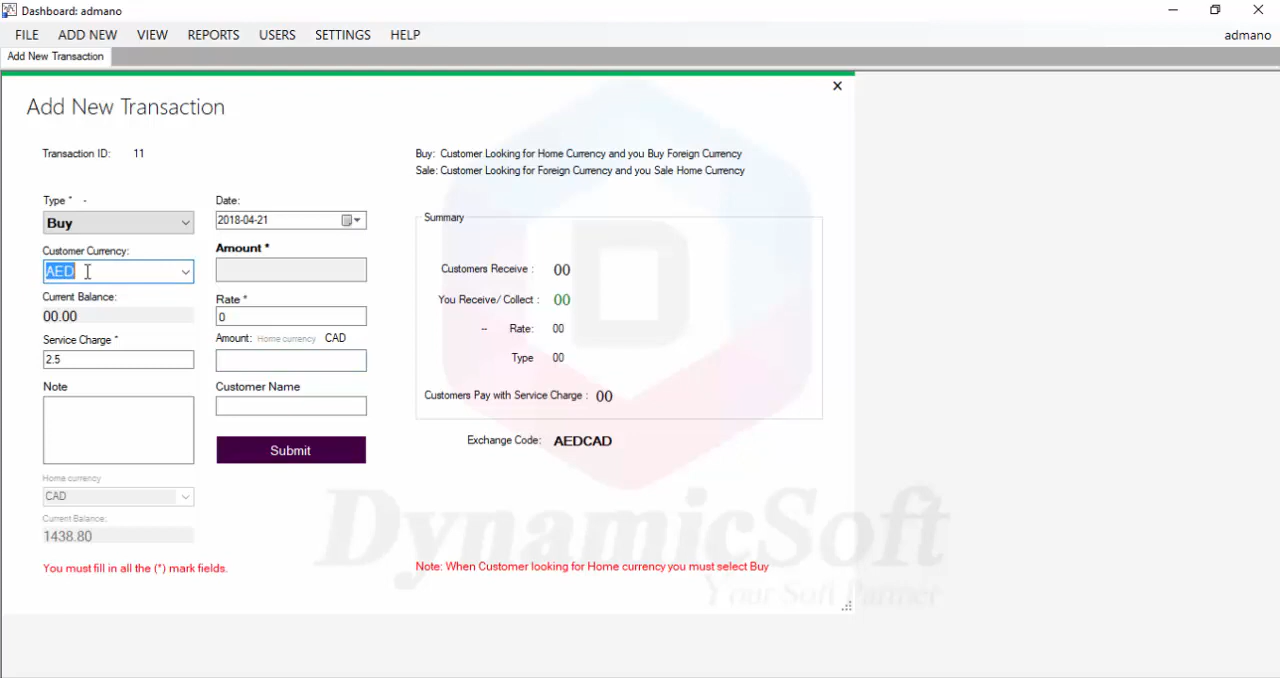 Dashboard: admano
FILE ADD NEW VIEW REPORTS USERS SETTINGS HELP admano
Add New Transaction
Add New Transaction
Transaction ID: 11
Buy: Customer Looking for Home Currency and you Buy Foreign Currency
Sale: Customer Looking for Foreign Currency and you Sale Home Currency
Type * -
Buy
Date:
2018-04-21
Customer Currency:
AED
Amount *
Current Balance:
00.00
Rate *
0
Service Charge *
2.5
Amount: Home currency CAD
Note
Customer Name
Submit
Home currency
CAD
Current Balance:
1438.80
You must fill in all the (*) mark fields.
Summary
Customers Receive : 00
You Receive/ Collect : 00
-- Rate: 00
Type 00
Customers Pay with Service Charge : 00
Exchange Code: AEDCAD
DynamicSoft
Your Soft Partner
Note: When Customer looking for Home currency you must select Buy